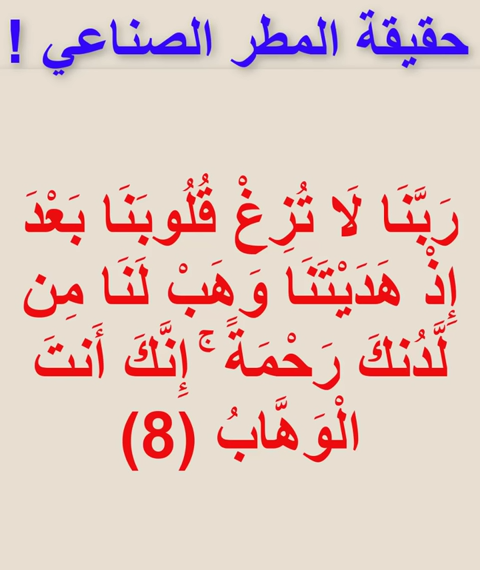 حقيقة المطر الصناعي !
رَبَّنَا لَا تُزِغْ قُلُوبَنَا بَعْدَ
إِذْ هَدَيْتَنَا وَهَبْ لَنَا مِن
لَّدُنكَ رَحْمَةً ۚ إِنَّكَ أَنتَ
الْوَهَّابُ (8)